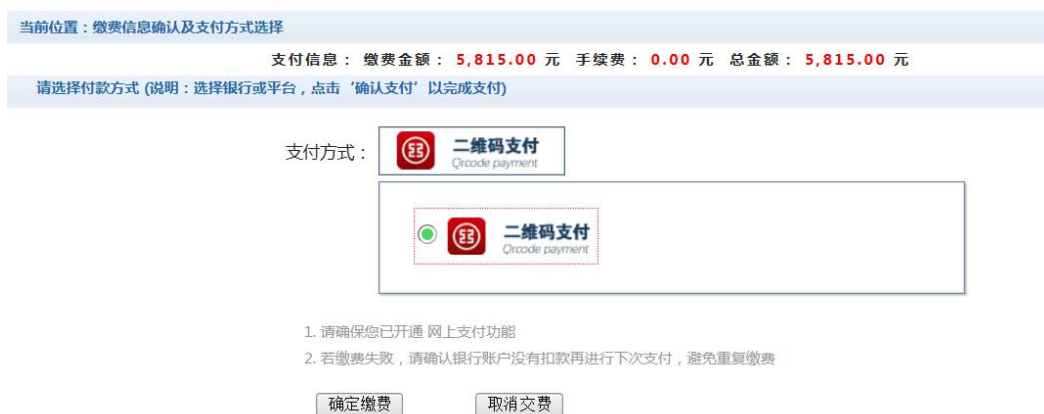 当前位置：缴费信息确认及支付方式选择
支付信息： 缴费金额： 5,815.00 元 手续费： 0.00 元 总金额： 5,815.00 元
请选择付款方式 (说明：选择银行或平台，点击‘确认支付’以完成支付)
支付方式： 二维码支付
Qrcode payment
二维码支付
Qrcode payment
1. 请确保您已开通 网上支付功能
2. 若缴费失败，请确认银行账户没有扣款再进行下次支付，避免重复缴费
确定缴费 取消交费